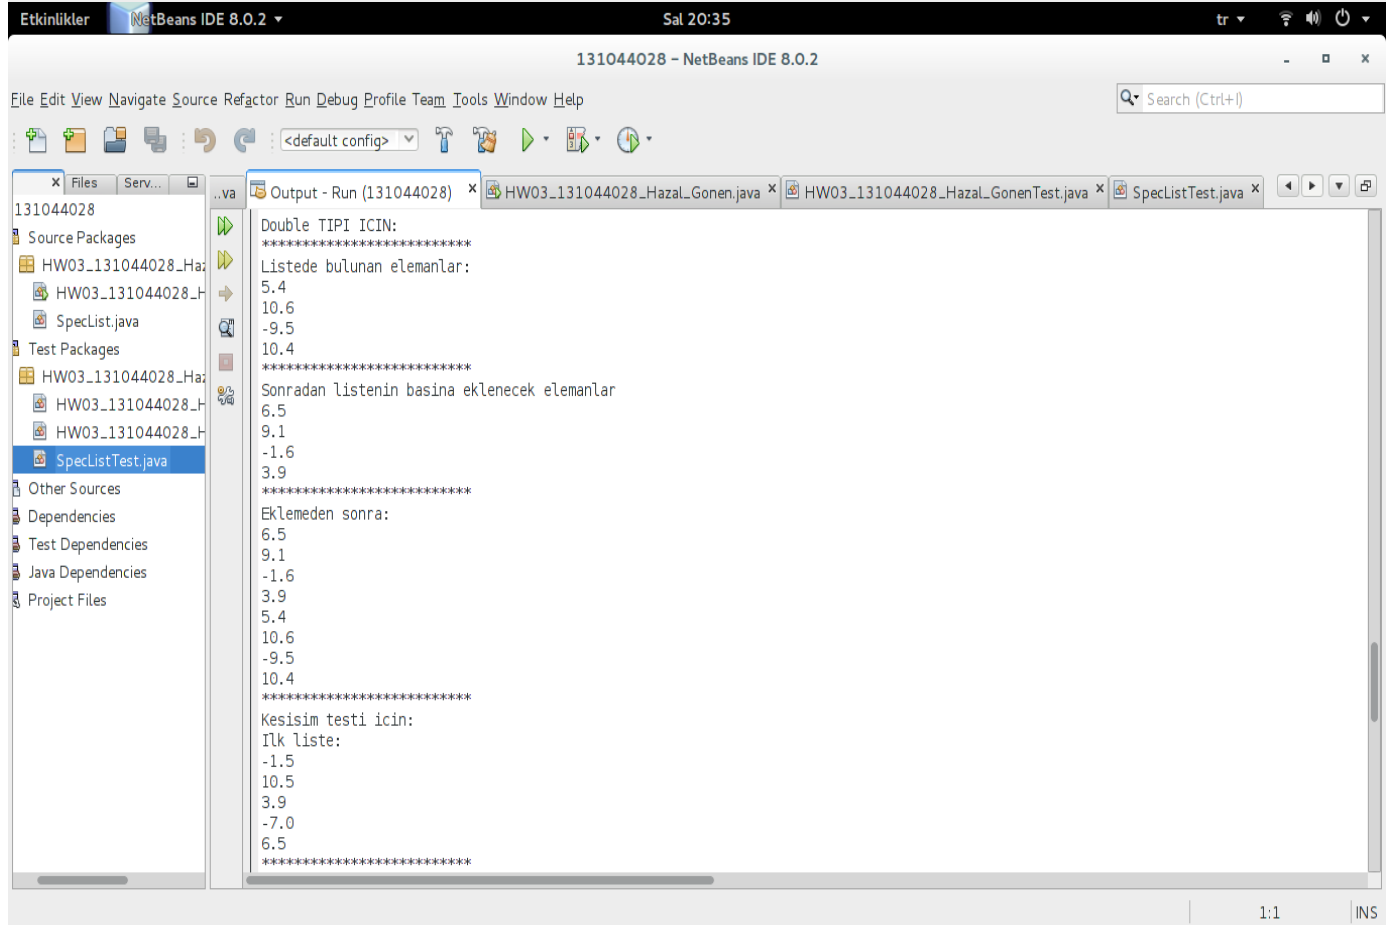 Etkinlikler NetBeans IDE 8.0.2 Sal 20:35 tr
131044028 – NetBeans IDE 8.0.2
File Edit View Navigate Source Refactor Run Debug Profile Team Tools Window Help Search (Ctrl+I)
<default config>
x Files Serv...
..va Output - Run (131044028) x HW03_131044028_Hazal_Gonen.java x HW03_131044028_Hazal_GonenTest.java x SpecListTest.java x
131044028
Source Packages
HW03_131044028_Haz
HW03_131044028_H
SpecList.java
Test Packages
HW03_131044028_Haz
HW03_131044028_H
HW03_131044028_H
SpecListTest.java
Other Sources
Dependencies
Test Dependencies
Java Dependencies
Project Files
Double TIPI ICIN:
**************************
Listede bulunan elemanlar:
5.4
10.6
-9.5
10.4
**************************
Sonradan listenin basina eklenecek elemanlar
6.5
9.1
-1.6
3.9
**************************
Eklemeden sonra:
6.5
9.1
-1.6
3.9
5.4
10.6
-9.5
10.4
**************************
Kesisim testi icin:
Ilk liste:
-1.5
10.5
3.9
-7.0
6.5
**************************
1:1 INS